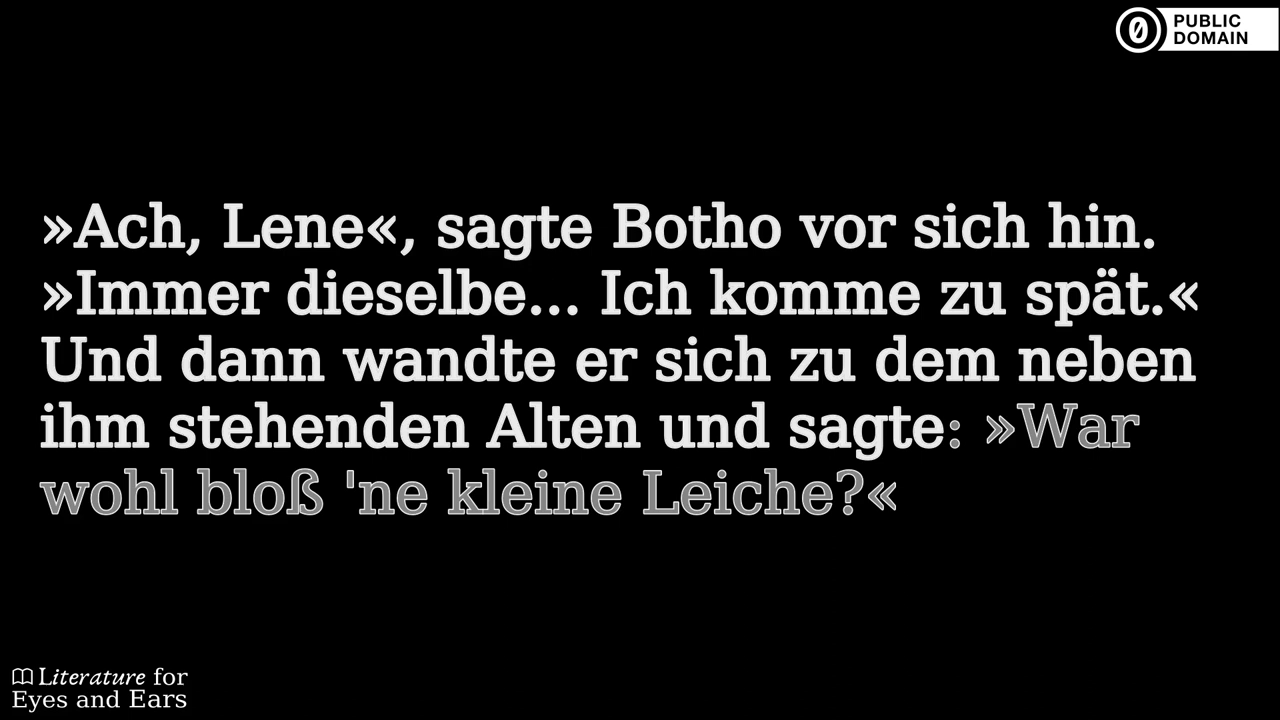 PUBLIC
DOMAIN
»Ach, Lene«, sagte Botho vor sich hin.
»Immer dieselbe... Ich komme zu spät.«
Und dann wandte er sich zu dem neben
ihm stehenden Alten und sagte: »War
wohl bloß 'ne kleine Leiche?«
Literature for
Eyes and Ears